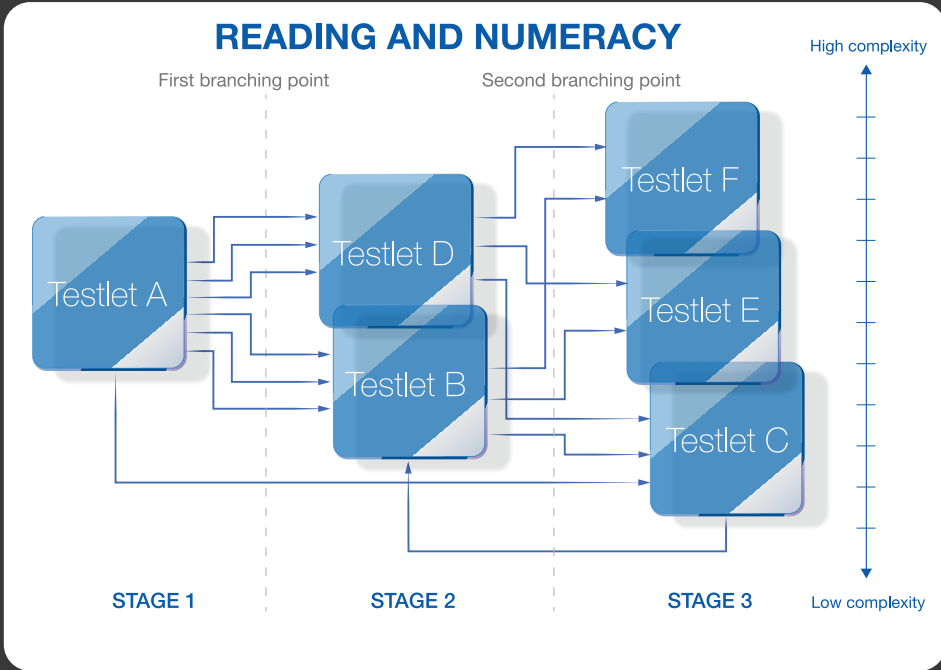 READING AND NUMERACY
High complexity
First branching point
Second branching point
Testlet F
Testlet D
Testlet A
Testlet E
Testlet B
Testlet C
STAGE 1
STAGE 2
STAGE 3
Low complexity